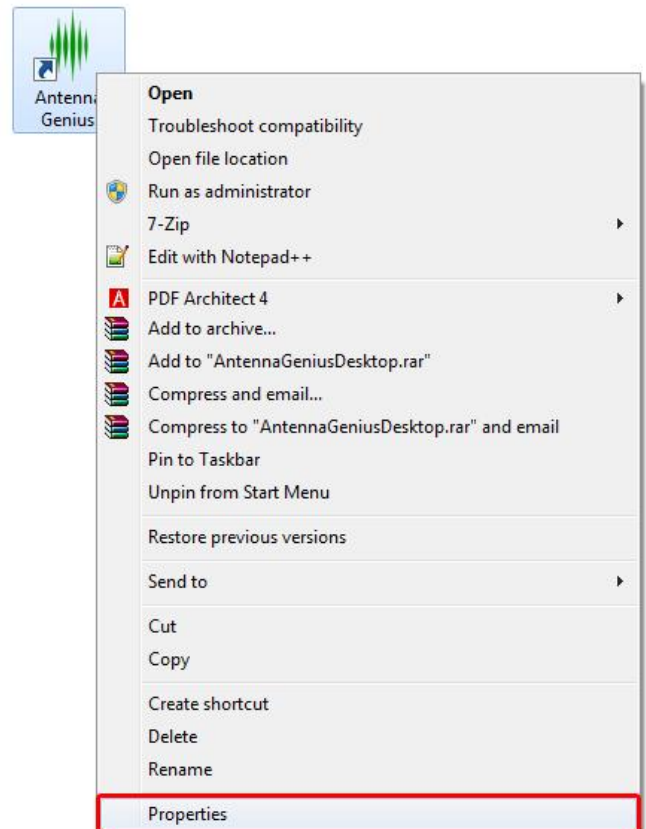 Antenna
Genius
Open
Troubleshoot compatibility
Open file location
Run as administrator
7-Zip
Edit with Notepad++
PDF Architect 4
Add to archive...
Add to "AntennaGeniusDesktop.rar"
Compress and email...
Compress to "AntennaGeniusDesktop.rar" and email
Pin to Taskbar
Unpin from Start Menu
Restore previous versions
Send to
Cut
Copy
Create shortcut
Delete
Rename
Properties